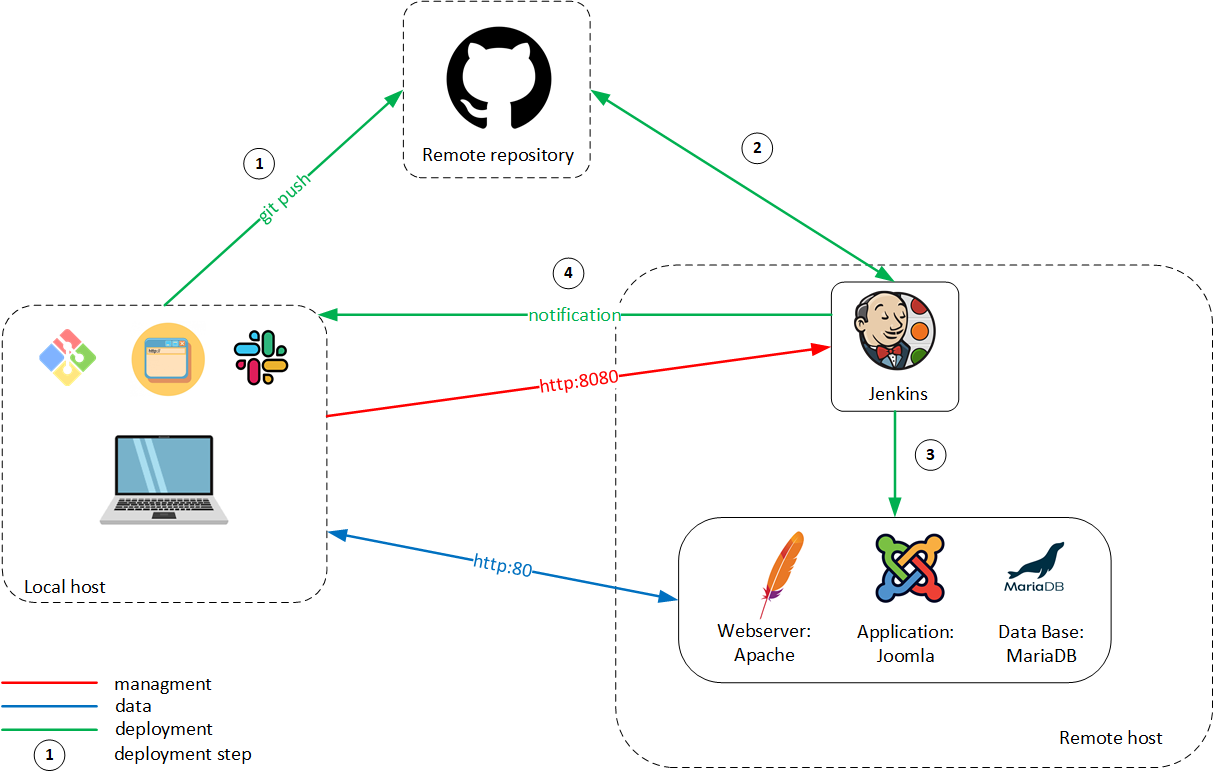 Remote repository
1
git push
2
4
notification
http://
http:8080
Jenkins
3
http:80
Local host
MariaDB
Webserver:
Apache
Application:
Joomla
Data Base:
MariaDB
managment
data
deployment
1
deployment step
Remote host